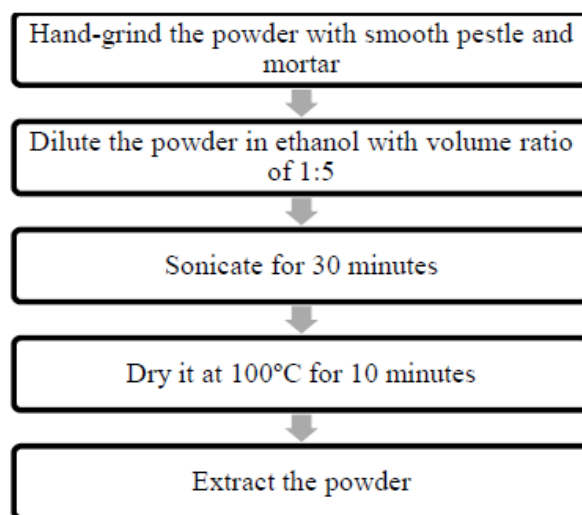 Hand-grind the powder with smooth pestle and
mortar
Dilute the powder in ethanol with volume ratio
of 1:5
Sonicate for 30 minutes
Dry it at 100°C for 10 minutes
Extract the powder